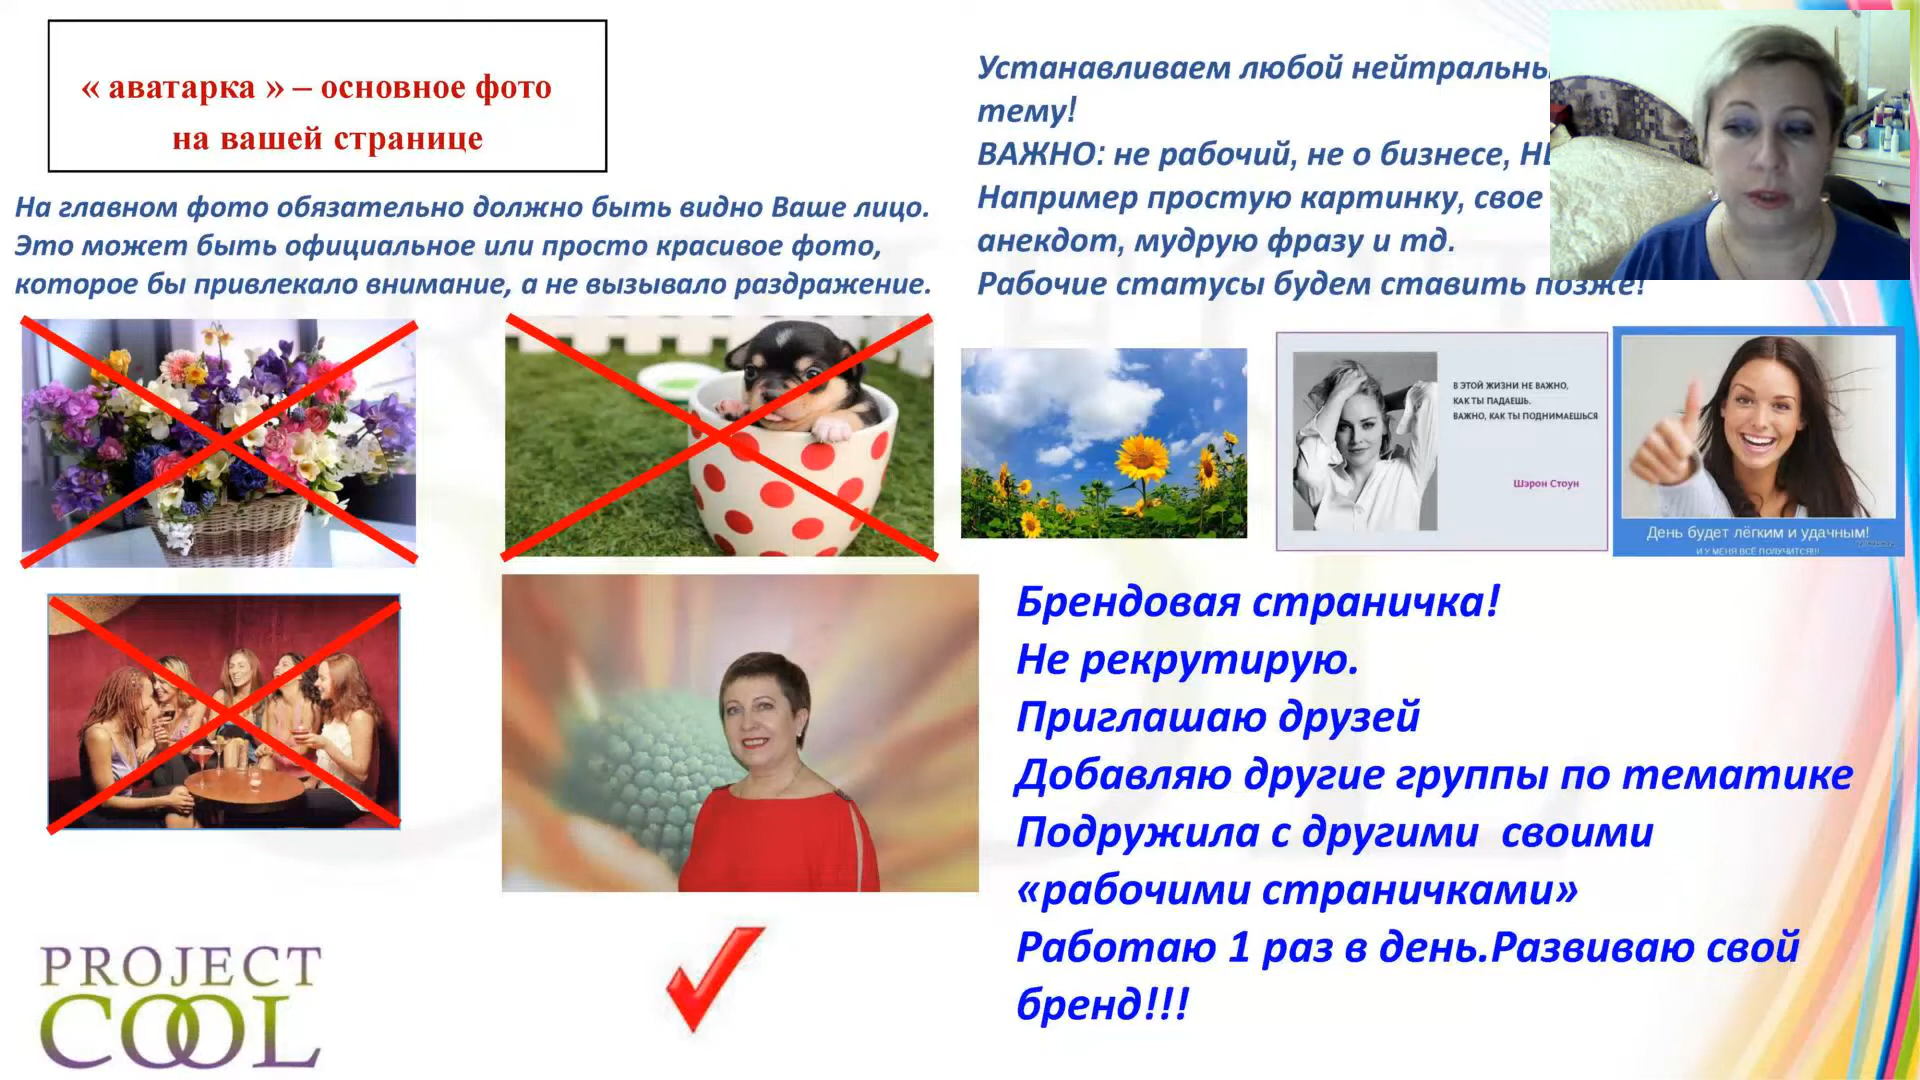 « аватарка » – основное фото
на вашей странице
На главном фото обязательно должно быть видно Ваше лицо.
Это может быть официальное или просто красивое фото,
которое бы привлекало внимание, а не вызывало раздражение.
Устанавливаем любой
тему!
ВАЖНО: не рабочий, не о бизнесе,
Например простую картинку, свое
анекдот, мудрую фразу и тд.
Рабочие статусы будем ставить позже!
В ЭТОЙ ЖИЗНИ НЕ ВАЖНО,
КАК ТЫ ПАДАЕШЬ.
ВАЖНО, КАК ТЫ ПОДНИМАЕШЬСЯ
Шэрон Стоун
День будет лёгким и удачным!
И У МЕНЯ ВСЁ ПОЛУЧИТСЯ!!!
Брендовая страничка!
Не рекрутирую.
Приглашаю друзей
Добавляю другие группы по тематике
Подружила с другими своими
«рабочими страничками»
Работаю 1 раз в день.Развиваю свой
бренд!!!
PROJECT
COOL